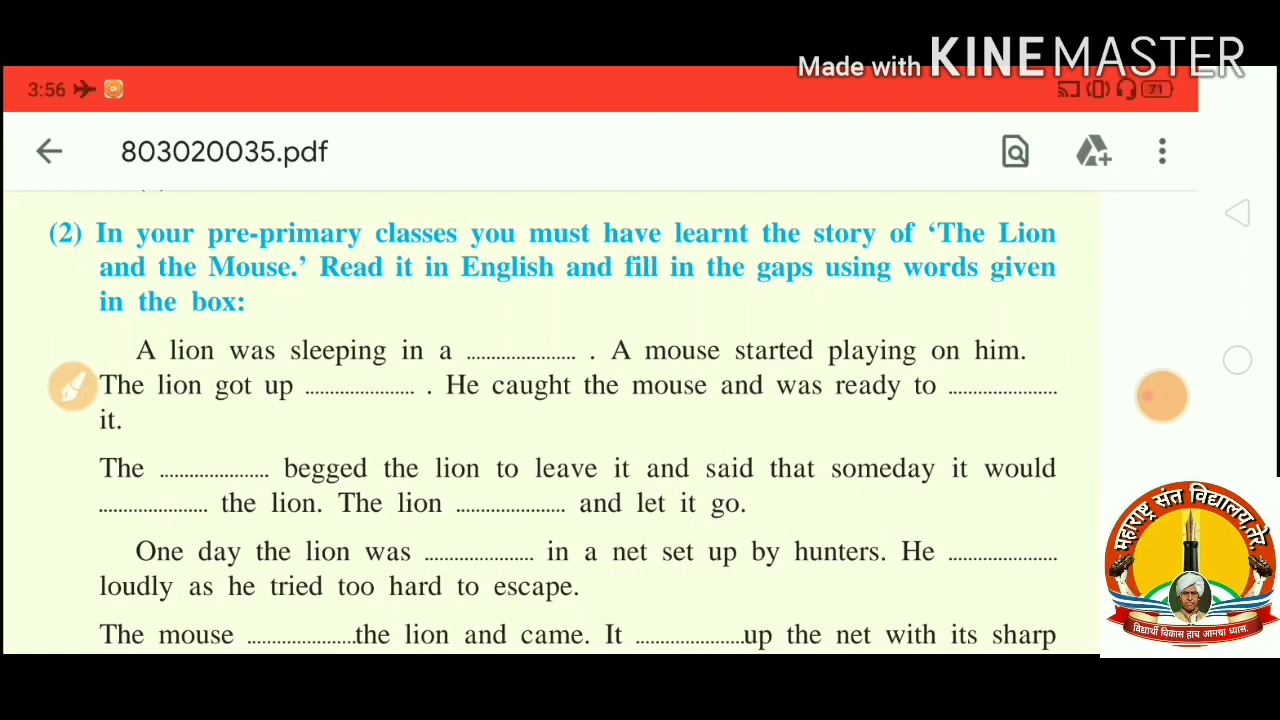 Made with KINEMASTER
3:56 71
803020035.pdf
(2) In your pre-primary classes you must have learnt the story of ‘The Lion
and the Mouse.’ Read it in English and fill in the gaps using words given
in the box:
A lion was sleeping in a ...................... . A mouse started playing on him.
The lion got up ...................... . He caught the mouse and was ready to ......................
it.
The ...................... begged the lion to leave it and said that someday it would
...................... the lion. The lion ...................... and let it go.
One day the lion was ...................... in a net set up by hunters. He ......................
loudly as he tried too hard to escape.
The mouse ......................the lion and came. It ......................up the net with its sharp
महाराष्ट्र संत विद्यालय,तेर.
विद्यार्थी विकास हाच आमचा ध्यास.